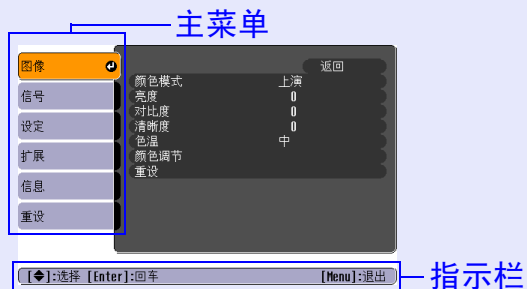 主菜单
图像
信号
设定
扩展
信息
重设
返回
颜色模式 上演
亮度 0
对比度 0
清晰度 0
色温 中
颜色调节
重设
[◆]:选择 [Enter]:回车 [Menu]:退出
指示栏